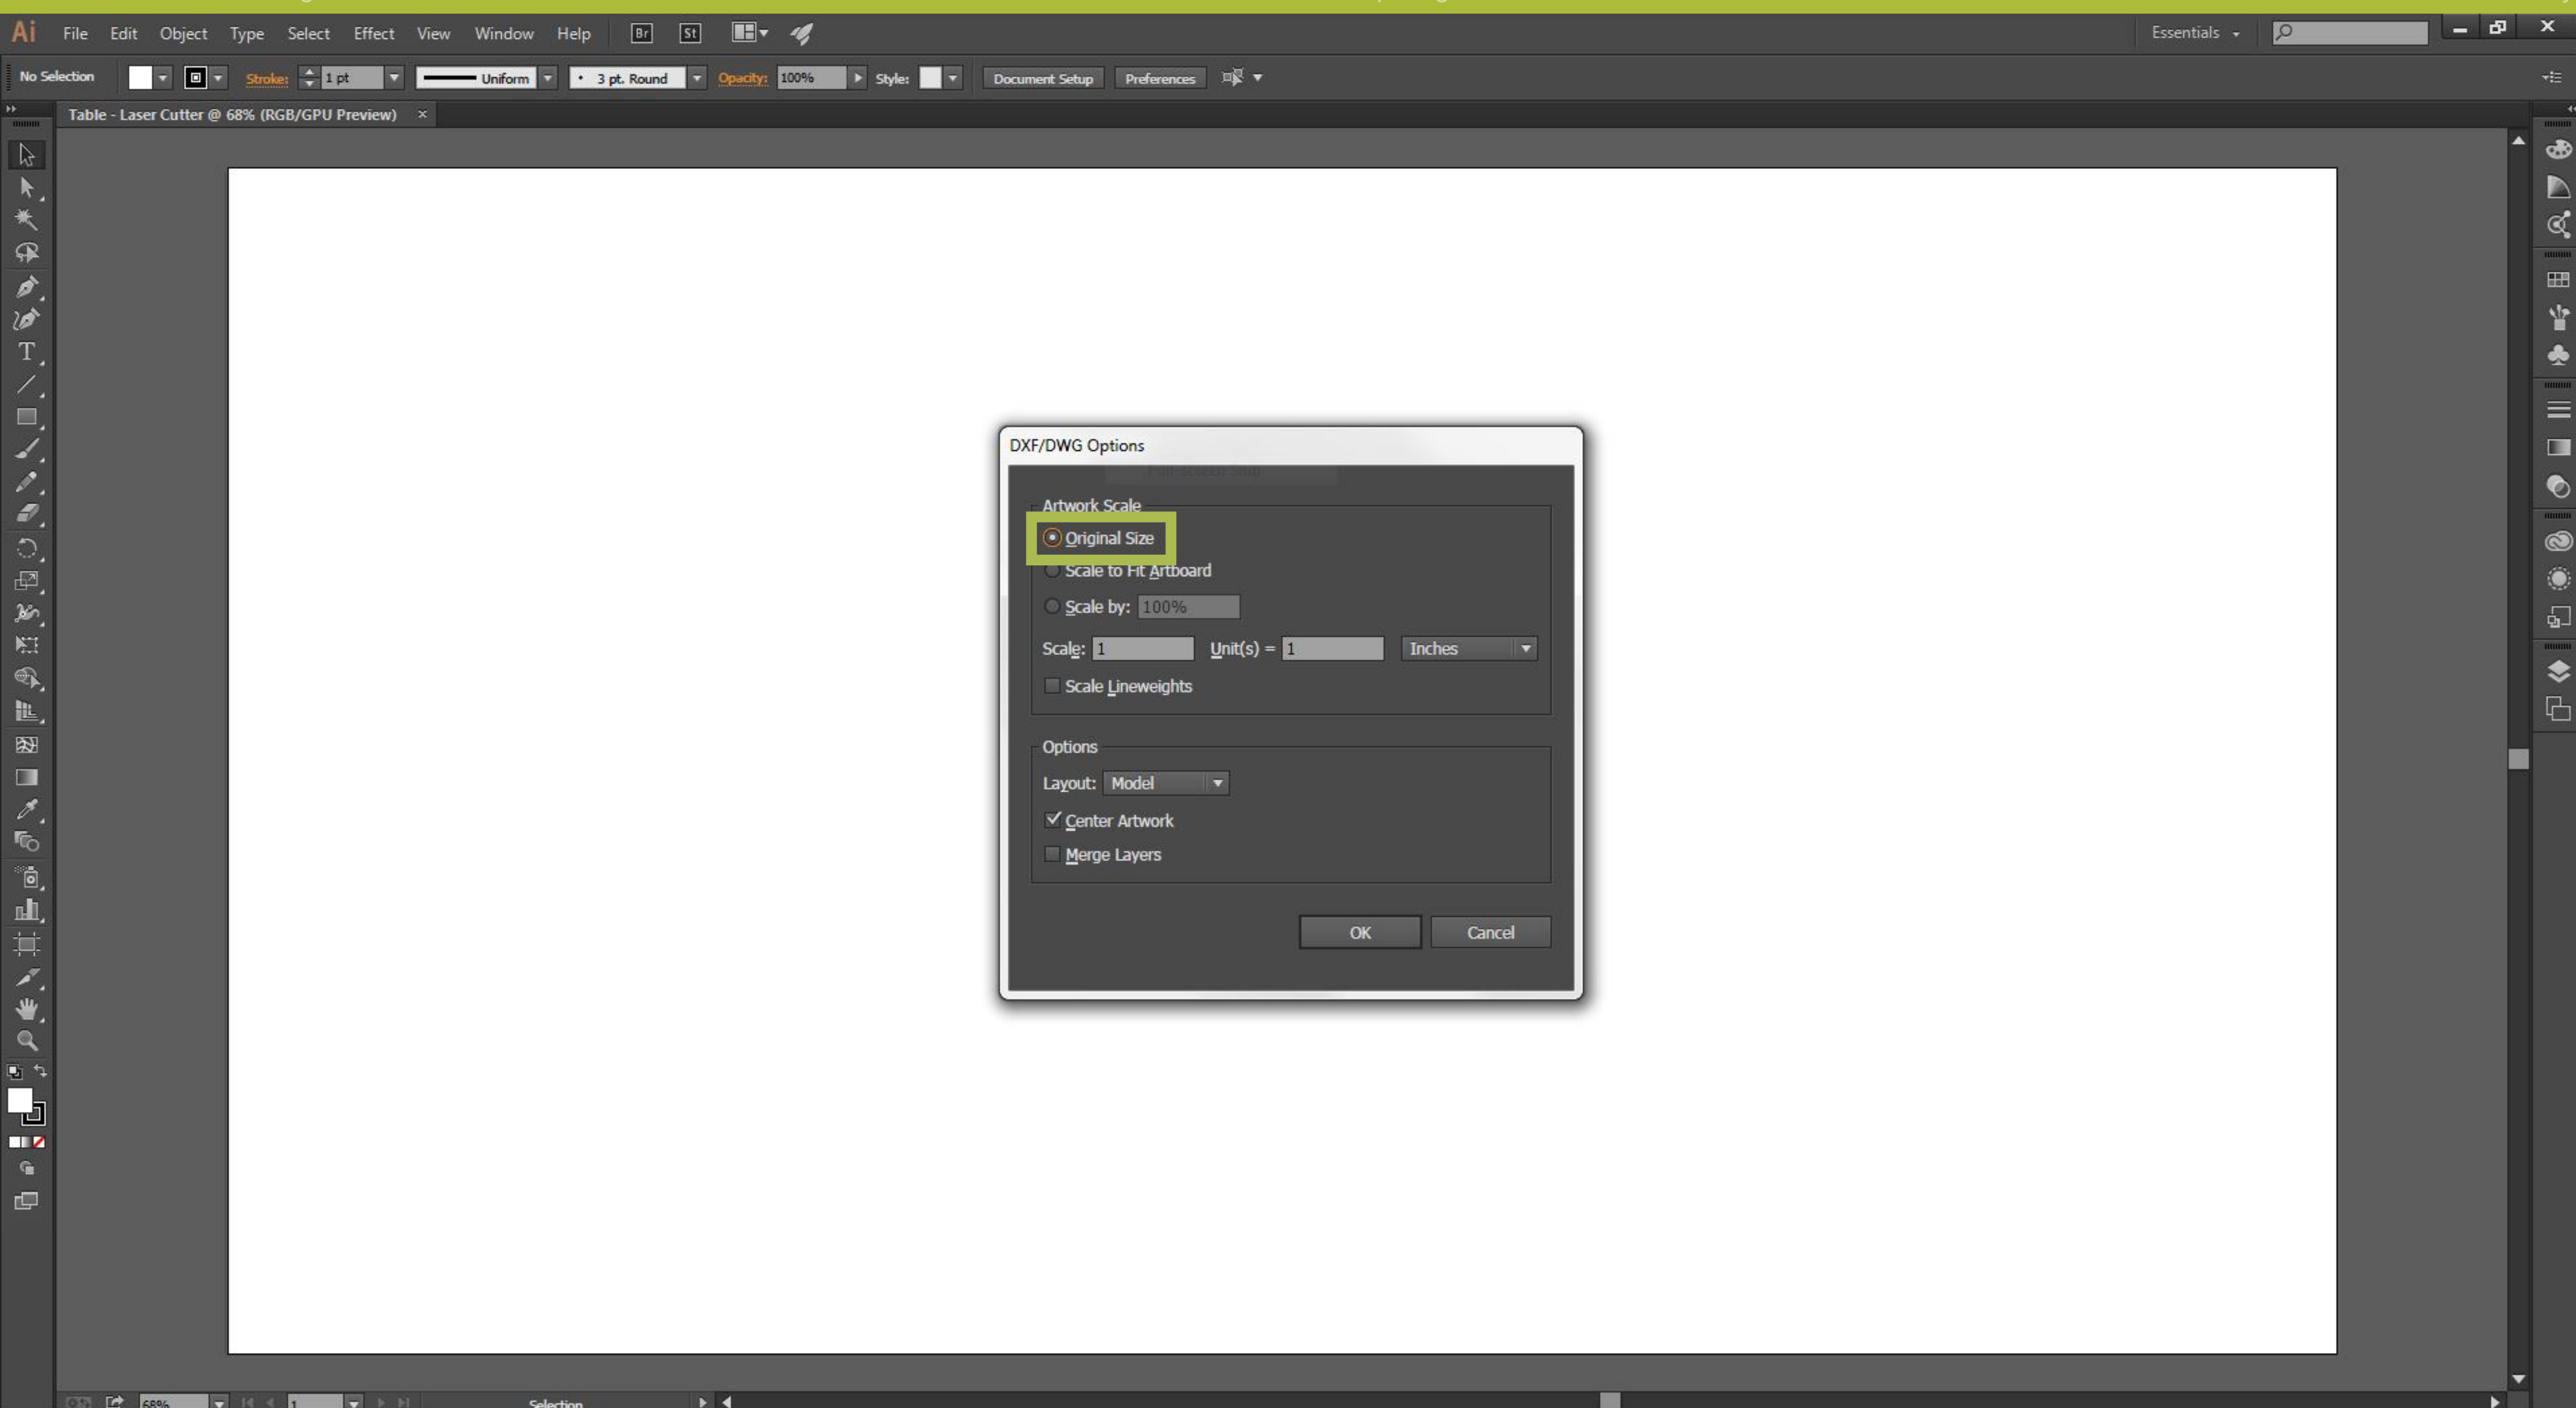 Ai File Edit Object Type Select Effect View Window Help Br St Essentials
No Selection Stroke: 1 pt Uniform 3 pt. Round Opacity: 100% Style: Document Setup Preferences
Table - Laser Cutter @ 68% (RGB/GPU Preview) ×
DXF/DWG Options
Artwork Scale
Original Size
Scale to Fit Artboard
Scale by: 100%
Scale: 1 Unit(s) = 1 Inches
Scale Lineweights
Options
Layout: Model
Center Artwork
Merge Layers
OK Cancel
68% 1 Selection